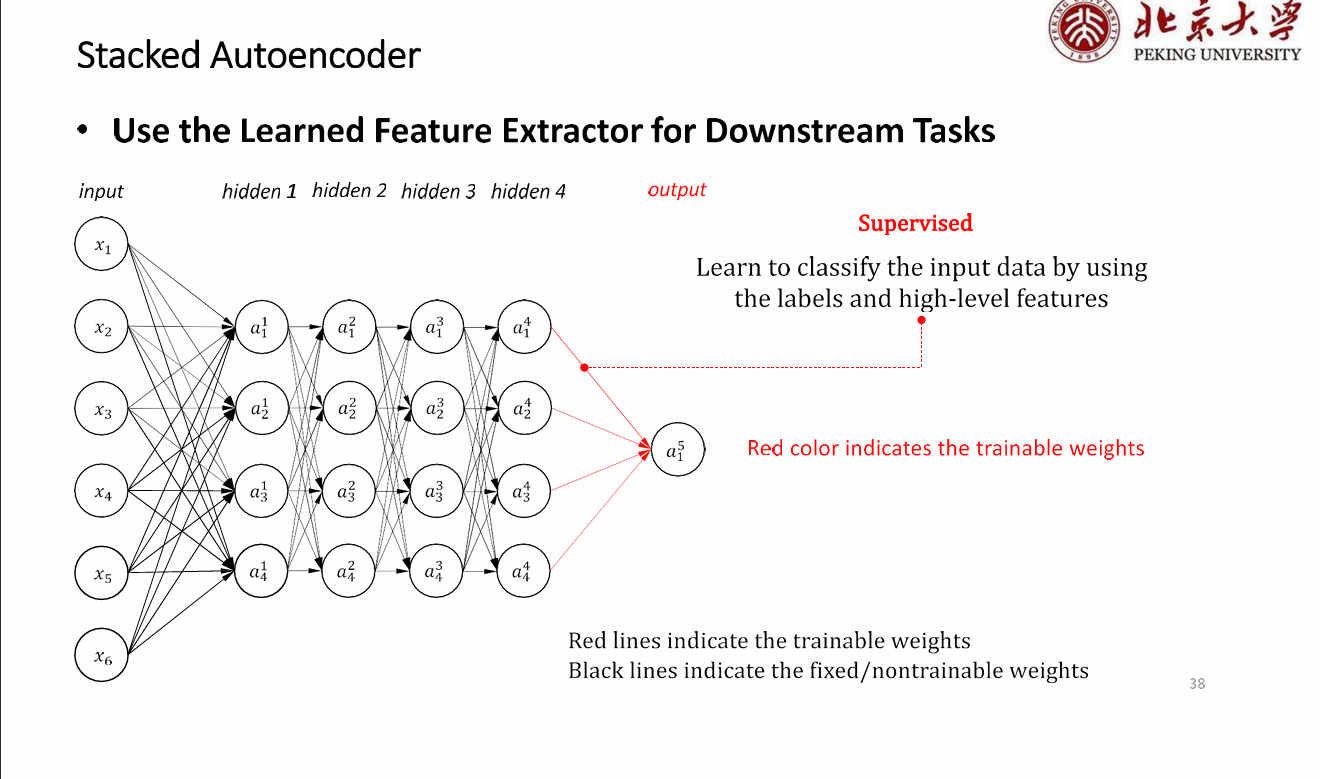 北京大学
PEKING UNIVERSITY
1898
Stacked Autoencoder
• Use the Learned Feature Extractor for Downstream Tasks
input hidden 1 hidden 2 hidden 3 hidden 4 output
Supervised
Learn to classify the input data by using
the labels and high-level features
x₁
x₂ a₁¹ a₁² a₁³ a₁⁴
x₃ a₂¹ a₂² a₂³ a₂⁴
a₁⁵ Red color indicates the trainable weights
x₄ a₃¹ a₃² a₃³ a₃⁴
x₅ a₄¹ a₄² a₄³ a₄⁴
x₆
Red lines indicate the trainable weights
Black lines indicate the fixed/nontrainable weights
38